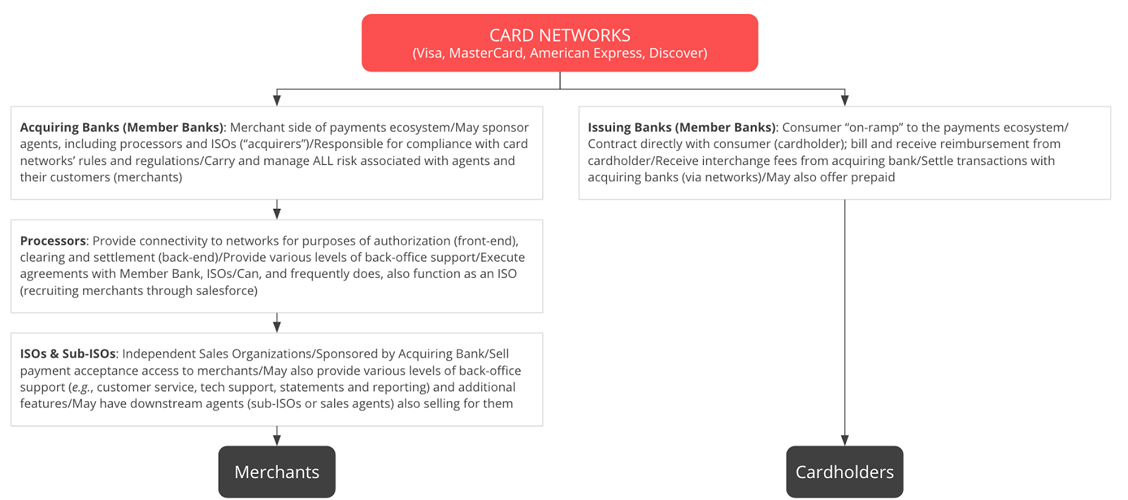 CARD NETWORKS
(Visa, MasterCard, American Express, Discover)
Acquiring Banks (Member Banks): Merchant side of payments ecosystem/May sponsor
agents, including processors and ISOs (“acquirers”)/Responsible for compliance with card
networks’ rules and regulations/Carry and manage ALL risk associated with agents and
their customers (merchants)
Issuing Banks (Member Banks): Consumer “on-ramp” to the payments ecosystem/
Contract directly with consumer (cardholder); bill and receive reimbursement from
cardholder/Receive interchange fees from acquiring bank/Settle transactions with
acquiring banks (via networks)/May also offer prepaid
Processors: Provide connectivity to networks for purposes of authorization (front-end),
clearing and settlement (back-end)/Provide various levels of back-office support/Execute
agreements with Member Bank, ISOs/Can, and frequently does, also function as an ISO
(recruiting merchants through salesforce)
ISOs & Sub-ISOs: Independent Sales Organizations/Sponsored by Acquiring Bank/Sell
payment acceptance access to merchants/May also provide various levels of back-office
support (e.g., customer service, tech support, statements and reporting) and additional
features/May have downstream agents (sub-ISOs or sales agents) also selling for them
Merchants
Cardholders